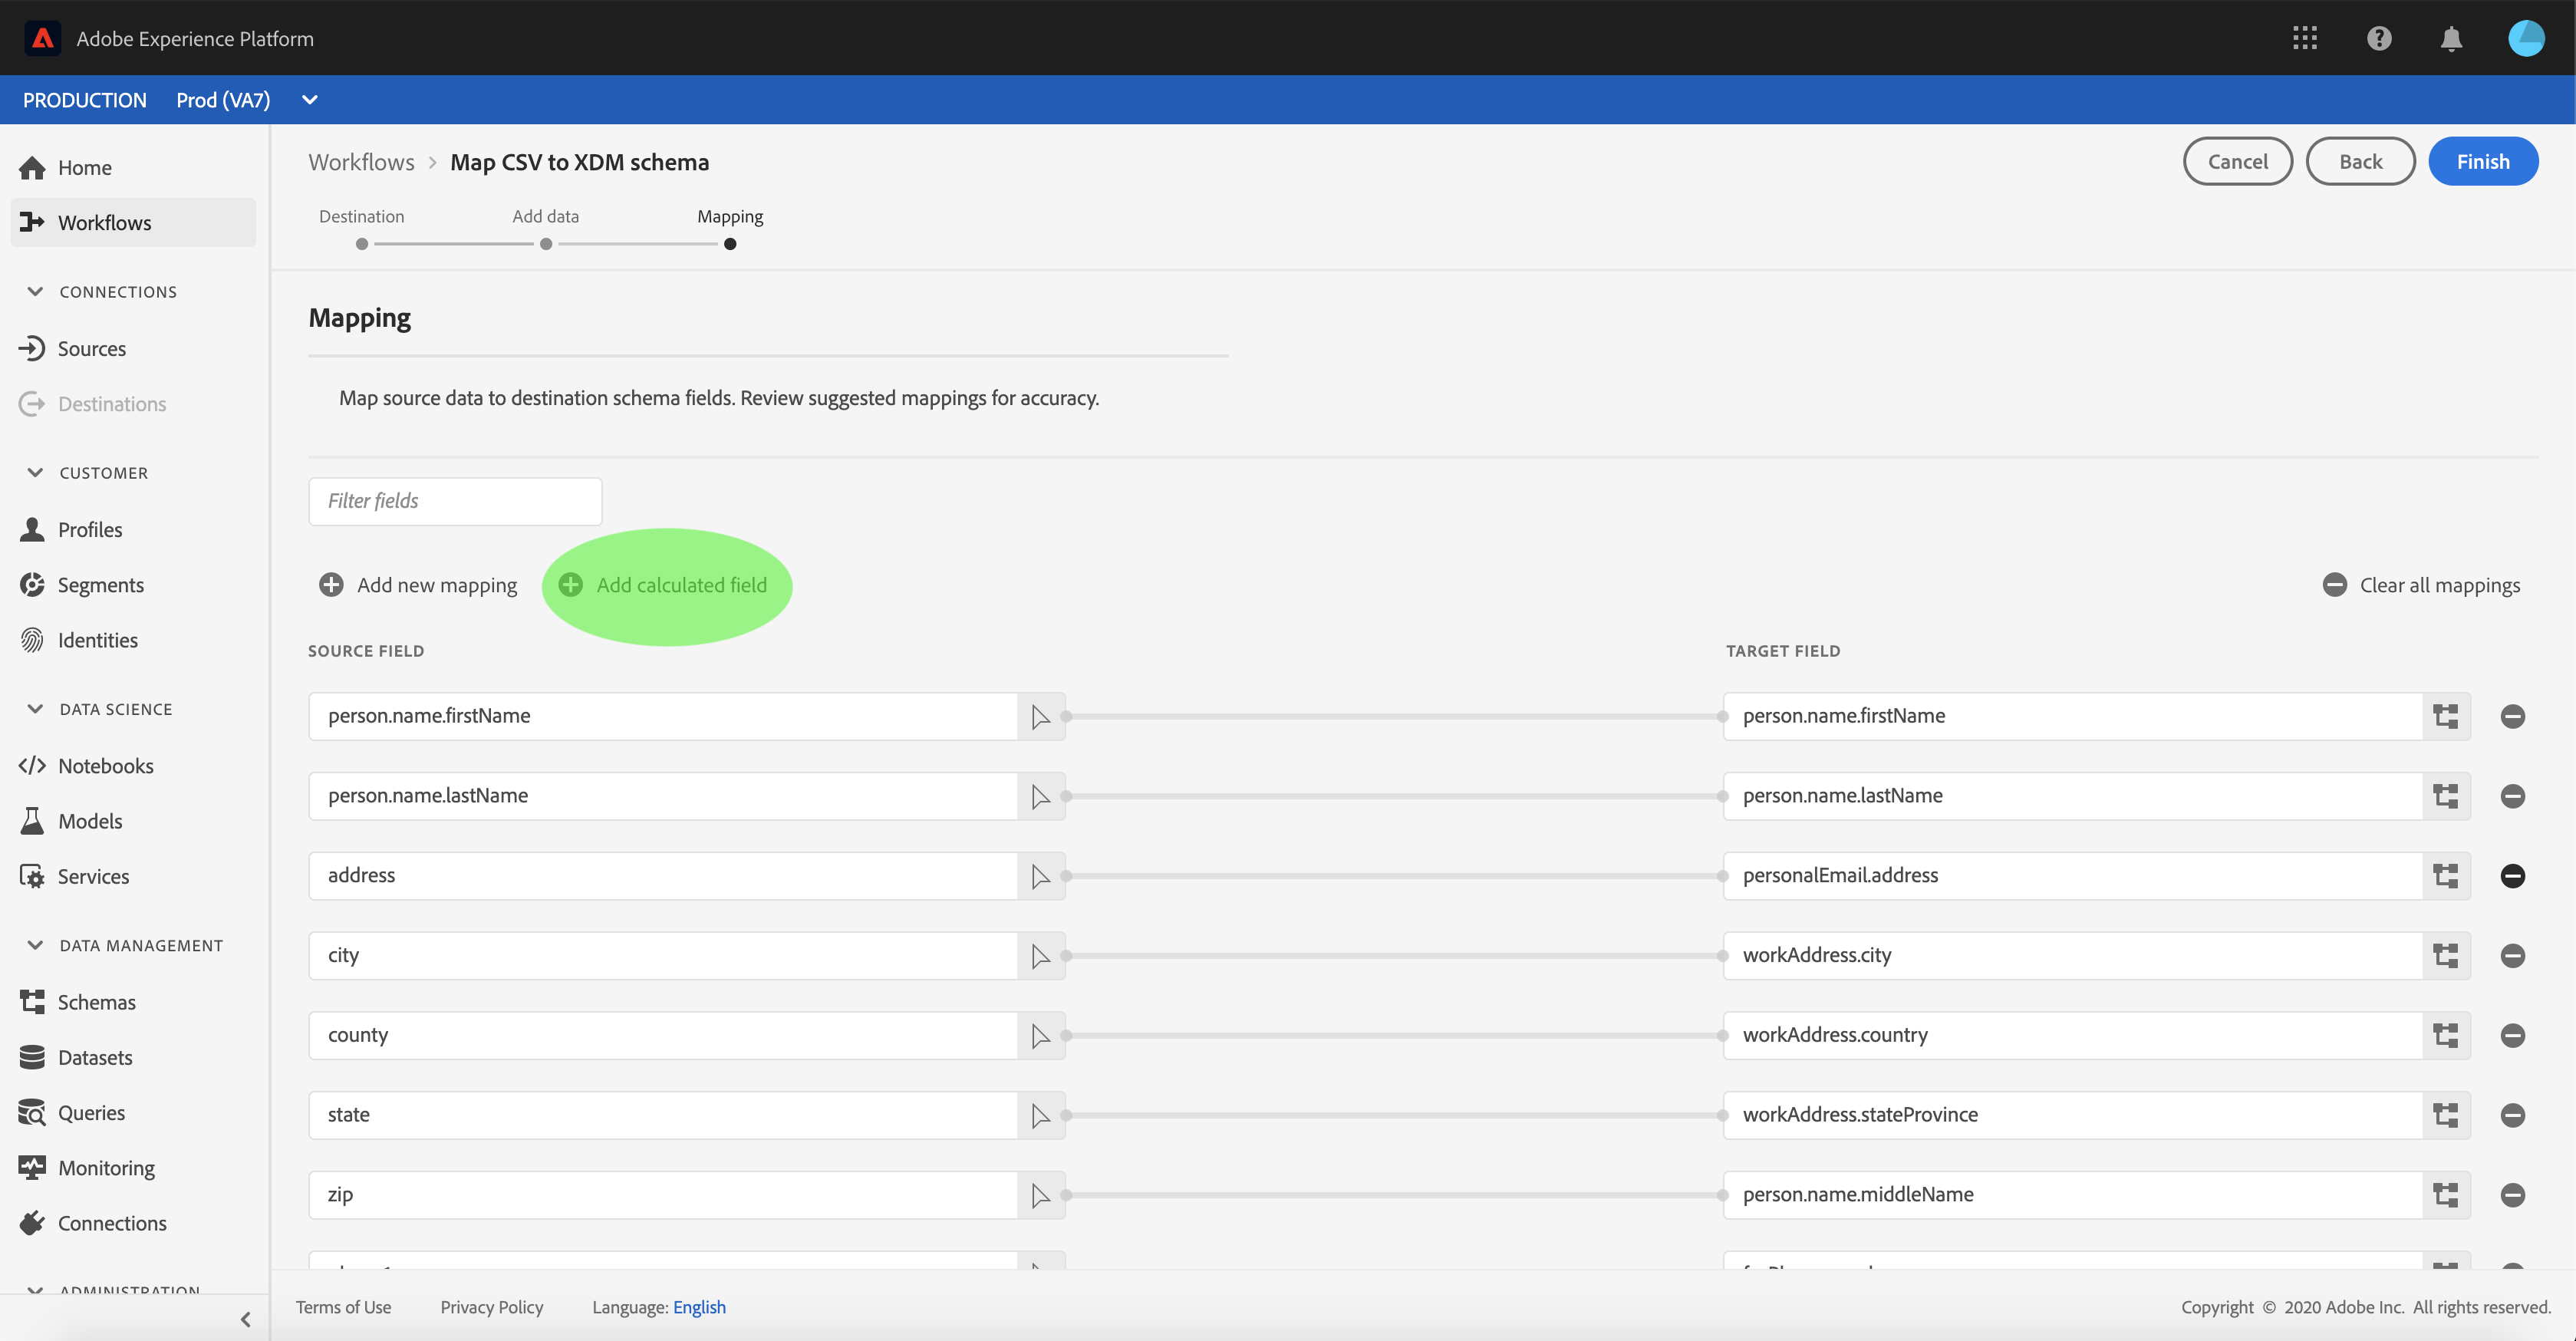 Adobe Experience Platform
PRODUCTION Prod (VA7)
Home
Workflows
CONNECTIONS
Sources
Destinations
CUSTOMER
Profiles
Segments
Identities
DATA SCIENCE
Notebooks
Models
Services
DATA MANAGEMENT
Schemas
Datasets
Queries
Monitoring
Connections
ADMINISTRATION
Workflows > Map CSV to XDM schema
Cancel Back Finish
Destination Add data Mapping
Mapping
Map source data to destination schema fields. Review suggested mappings for accuracy.
Filter fields
Add new mapping Add calculated field Clear all mappings
SOURCE FIELD TARGET FIELD
person.name.firstName person.name.firstName
person.name.lastName person.name.lastName
address personalEmail.address
city workAddress.city
county workAddress.country
state workAddress.stateProvince
zip person.name.middleName
Terms of Use Privacy Policy Language: English Copyright © 2020 Adobe Inc. All rights reserved.